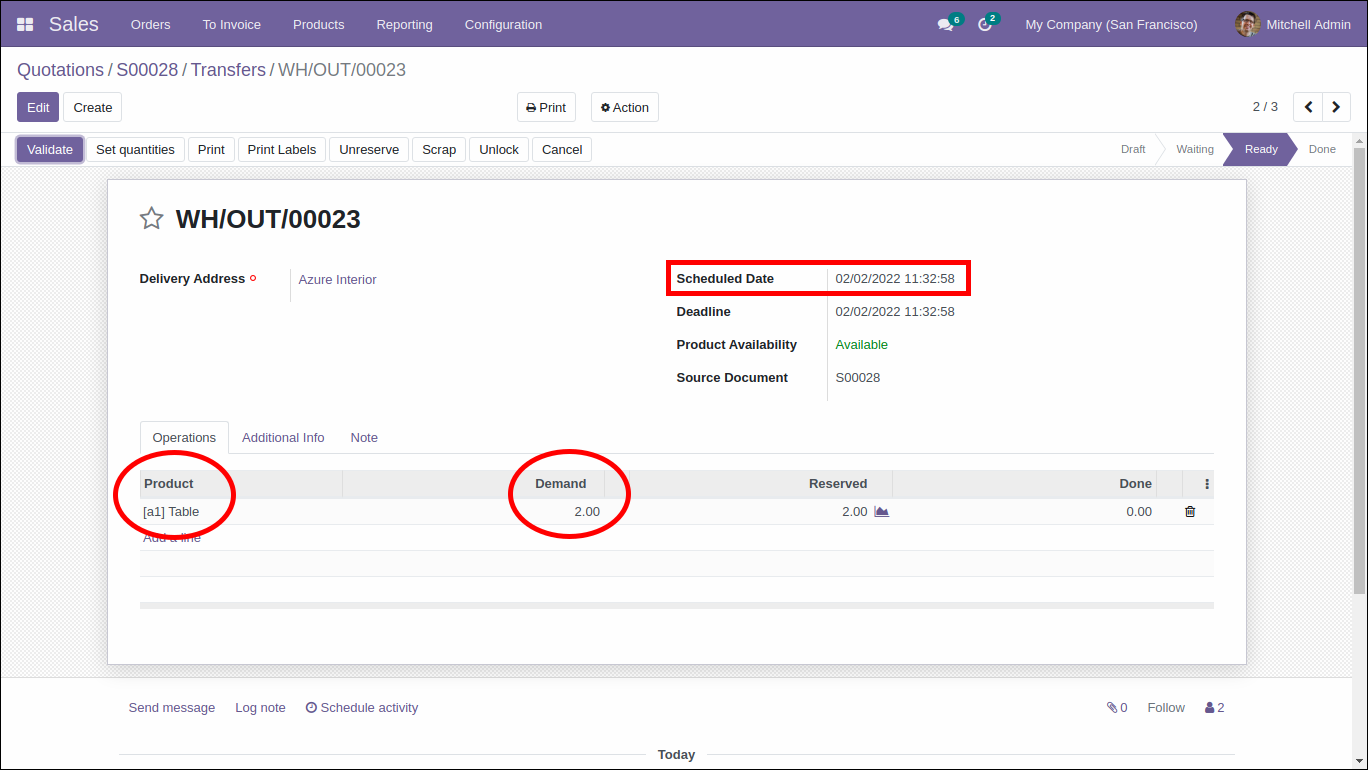 Sales Orders To Invoice Products Reporting Configuration 6 2 My Company (San Francisco) Mitchell Admin
Quotations / S00028 / Transfers / WH/OUT/00023
Edit Create Print Action 2 / 3
Validate Set quantities Print Print Labels Unreserve Scrap Unlock Cancel Draft Waiting Ready Done
WH/OUT/00023
Delivery Address Azure Interior
Scheduled Date 02/02/2022 11:32:58
Deadline 02/02/2022 11:32:58
Product Availability Available
Source Document S00028
Operations Additional Info Note
Product Demand Reserved Done
[a1] Table 2.00 2.00 0.00
Add a line
Send message Log note Schedule activity 0 Follow 2
Today